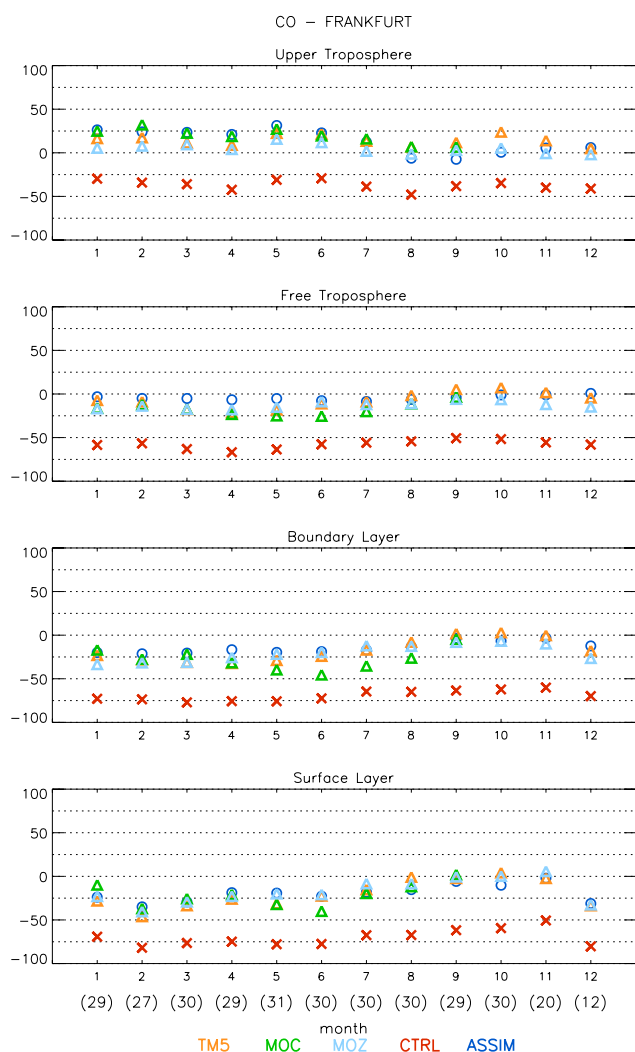 CO − FRANKFURT
Upper Troposphere
100
50
0
−50
−100
1 2 3 4 5 6 7 8 9 10 11 12
Free Troposphere
100
50
0
−50
−100
1 2 3 4 5 6 7 8 9 10 11 12
Boundary Layer
100
50
0
−50
−100
1 2 3 4 5 6 7 8 9 10 11 12
Surface Layer
100
50
0
−50
−100
1 2 3 4 5 6 7 8 9 10 11 12
(29) (27) (30) (29) (31) (30) (30) (30) (29) (30) (20) (12)
month
TM5 MOC MOZ CTRL ASSIM